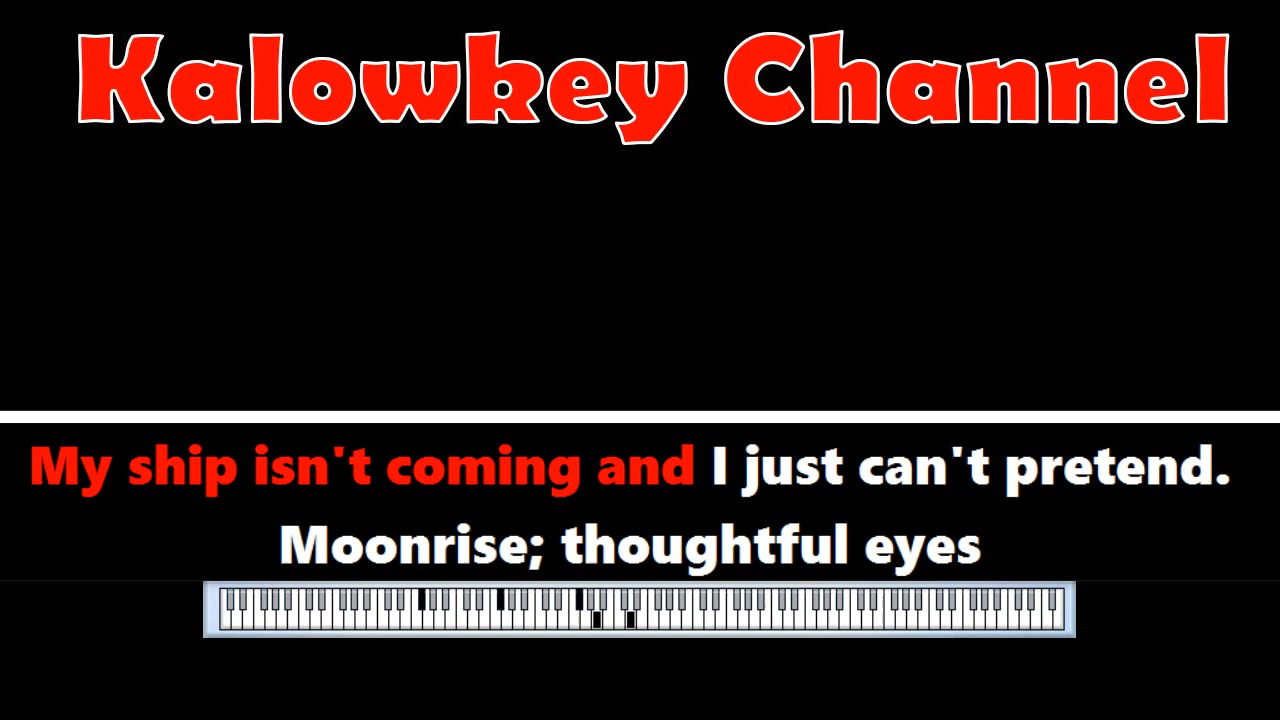 Kalowkey Channel
My ship isn't coming and I just can't pretend.
Moonrise; thoughtful eyes